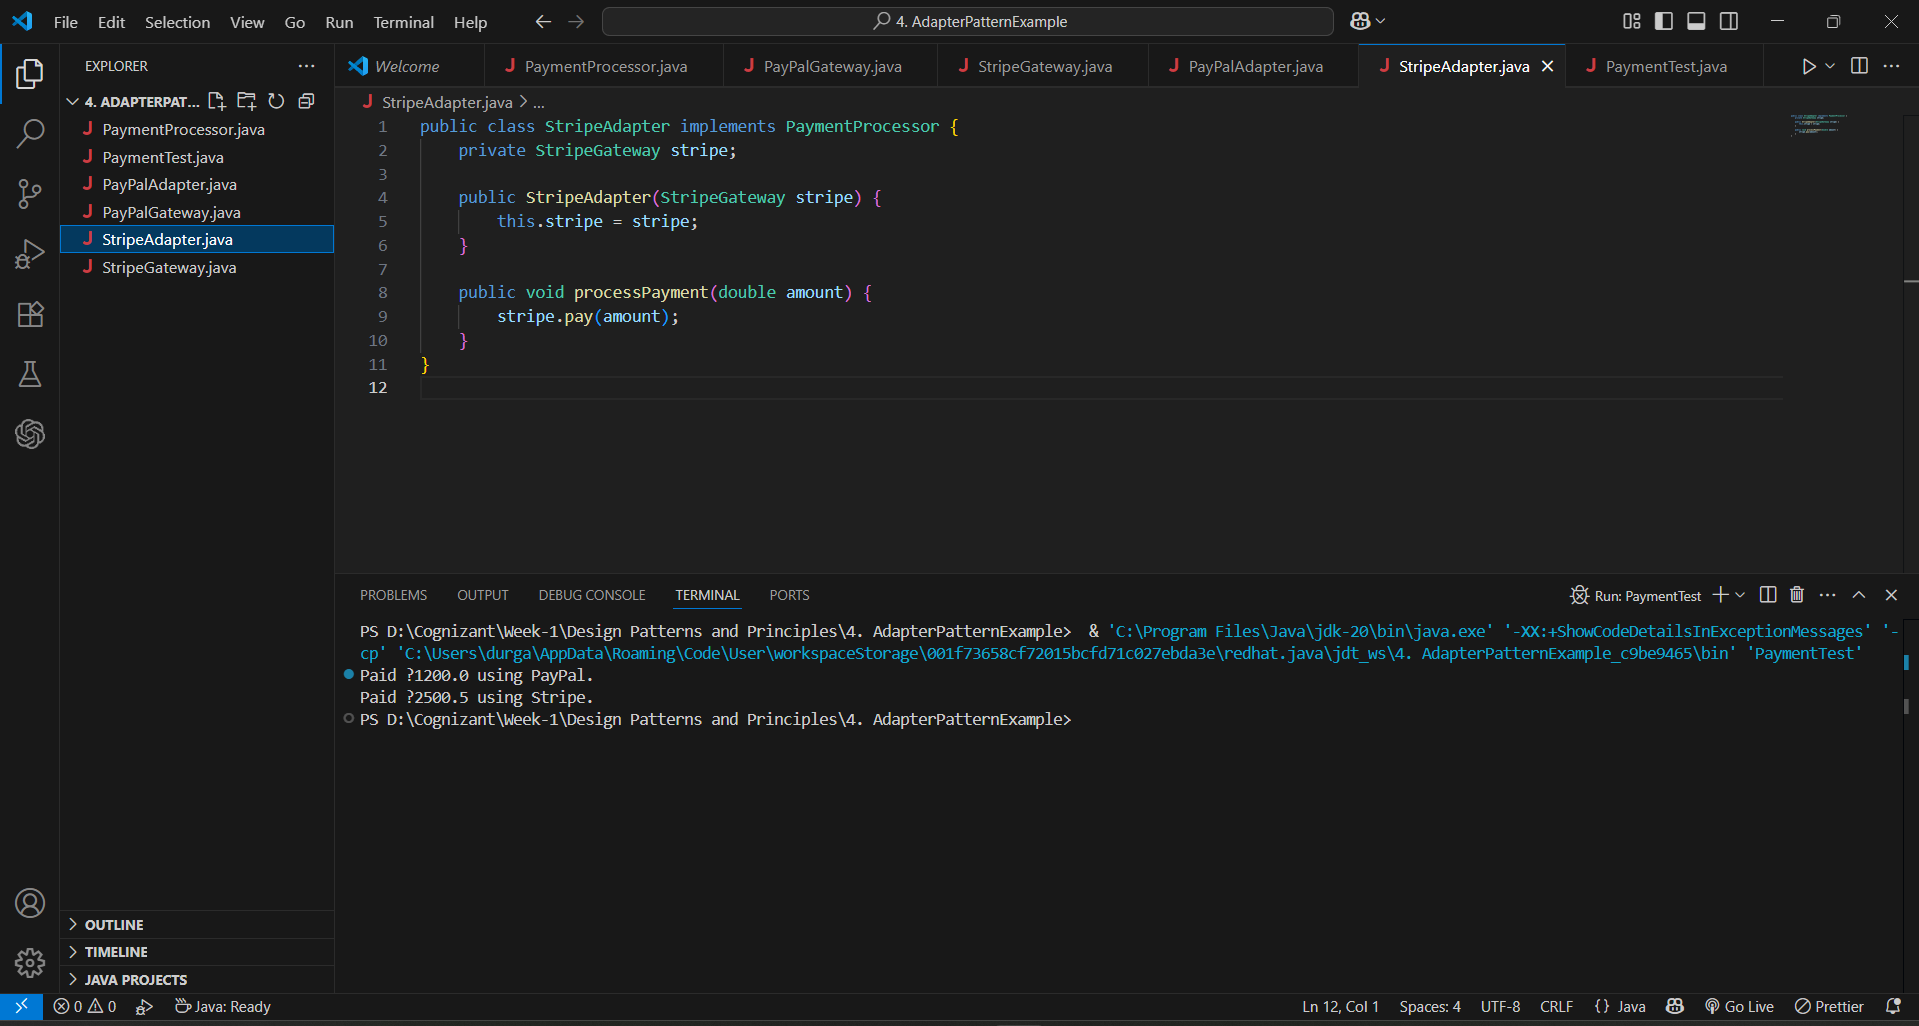 File Edit Selection View Go Run Terminal Help
4. AdapterPatternExample
EXPLORER
4. ADAPTERPAT...
PaymentProcessor.java
PaymentTest.java
PayPalAdapter.java
PayPalGateway.java
StripeAdapter.java
StripeGateway.java
OUTLINE
TIMELINE
JAVA PROJECTS
Welcome PaymentProcessor.java PayPalGateway.java StripeGateway.java PayPalAdapter.java StripeAdapter.java PaymentTest.java
StripeAdapter.java > ...
1 public class StripeAdapter implements PaymentProcessor {
2 private StripeGateway stripe;
3
4 public StripeAdapter(StripeGateway stripe) {
5 this.stripe = stripe;
6 }
7
8 public void processPayment(double amount) {
9 stripe.pay(amount);
10 }
11 }
12
PROBLEMS OUTPUT DEBUG CONSOLE TERMINAL PORTS
Run: PaymentTest
PS D:\Cognizant\Week-1\Design Patterns and Principles\4. AdapterPatternExample> & 'C:\Program Files\Java\jdk-20\bin\java.exe' '-XX:+ShowCodeDetailsInExceptionMessages' '-
cp' 'C:\Users\durga\AppData\Roaming\Code\User\workspaceStorage\001f73658cf72015bcfd71c027ebda3e\redhat.java\jdt_ws\4. AdapterPatternExample_c9be9465\bin' 'PaymentTest'
Paid ?1200.0 using PayPal.
Paid ?2500.5 using Stripe.
PS D:\Cognizant\Week-1\Design Patterns and Principles\4. AdapterPatternExample>
0 0 Java: Ready Ln 12, Col 1 Spaces: 4 UTF-8 CRLF {} Java Go Live Prettier